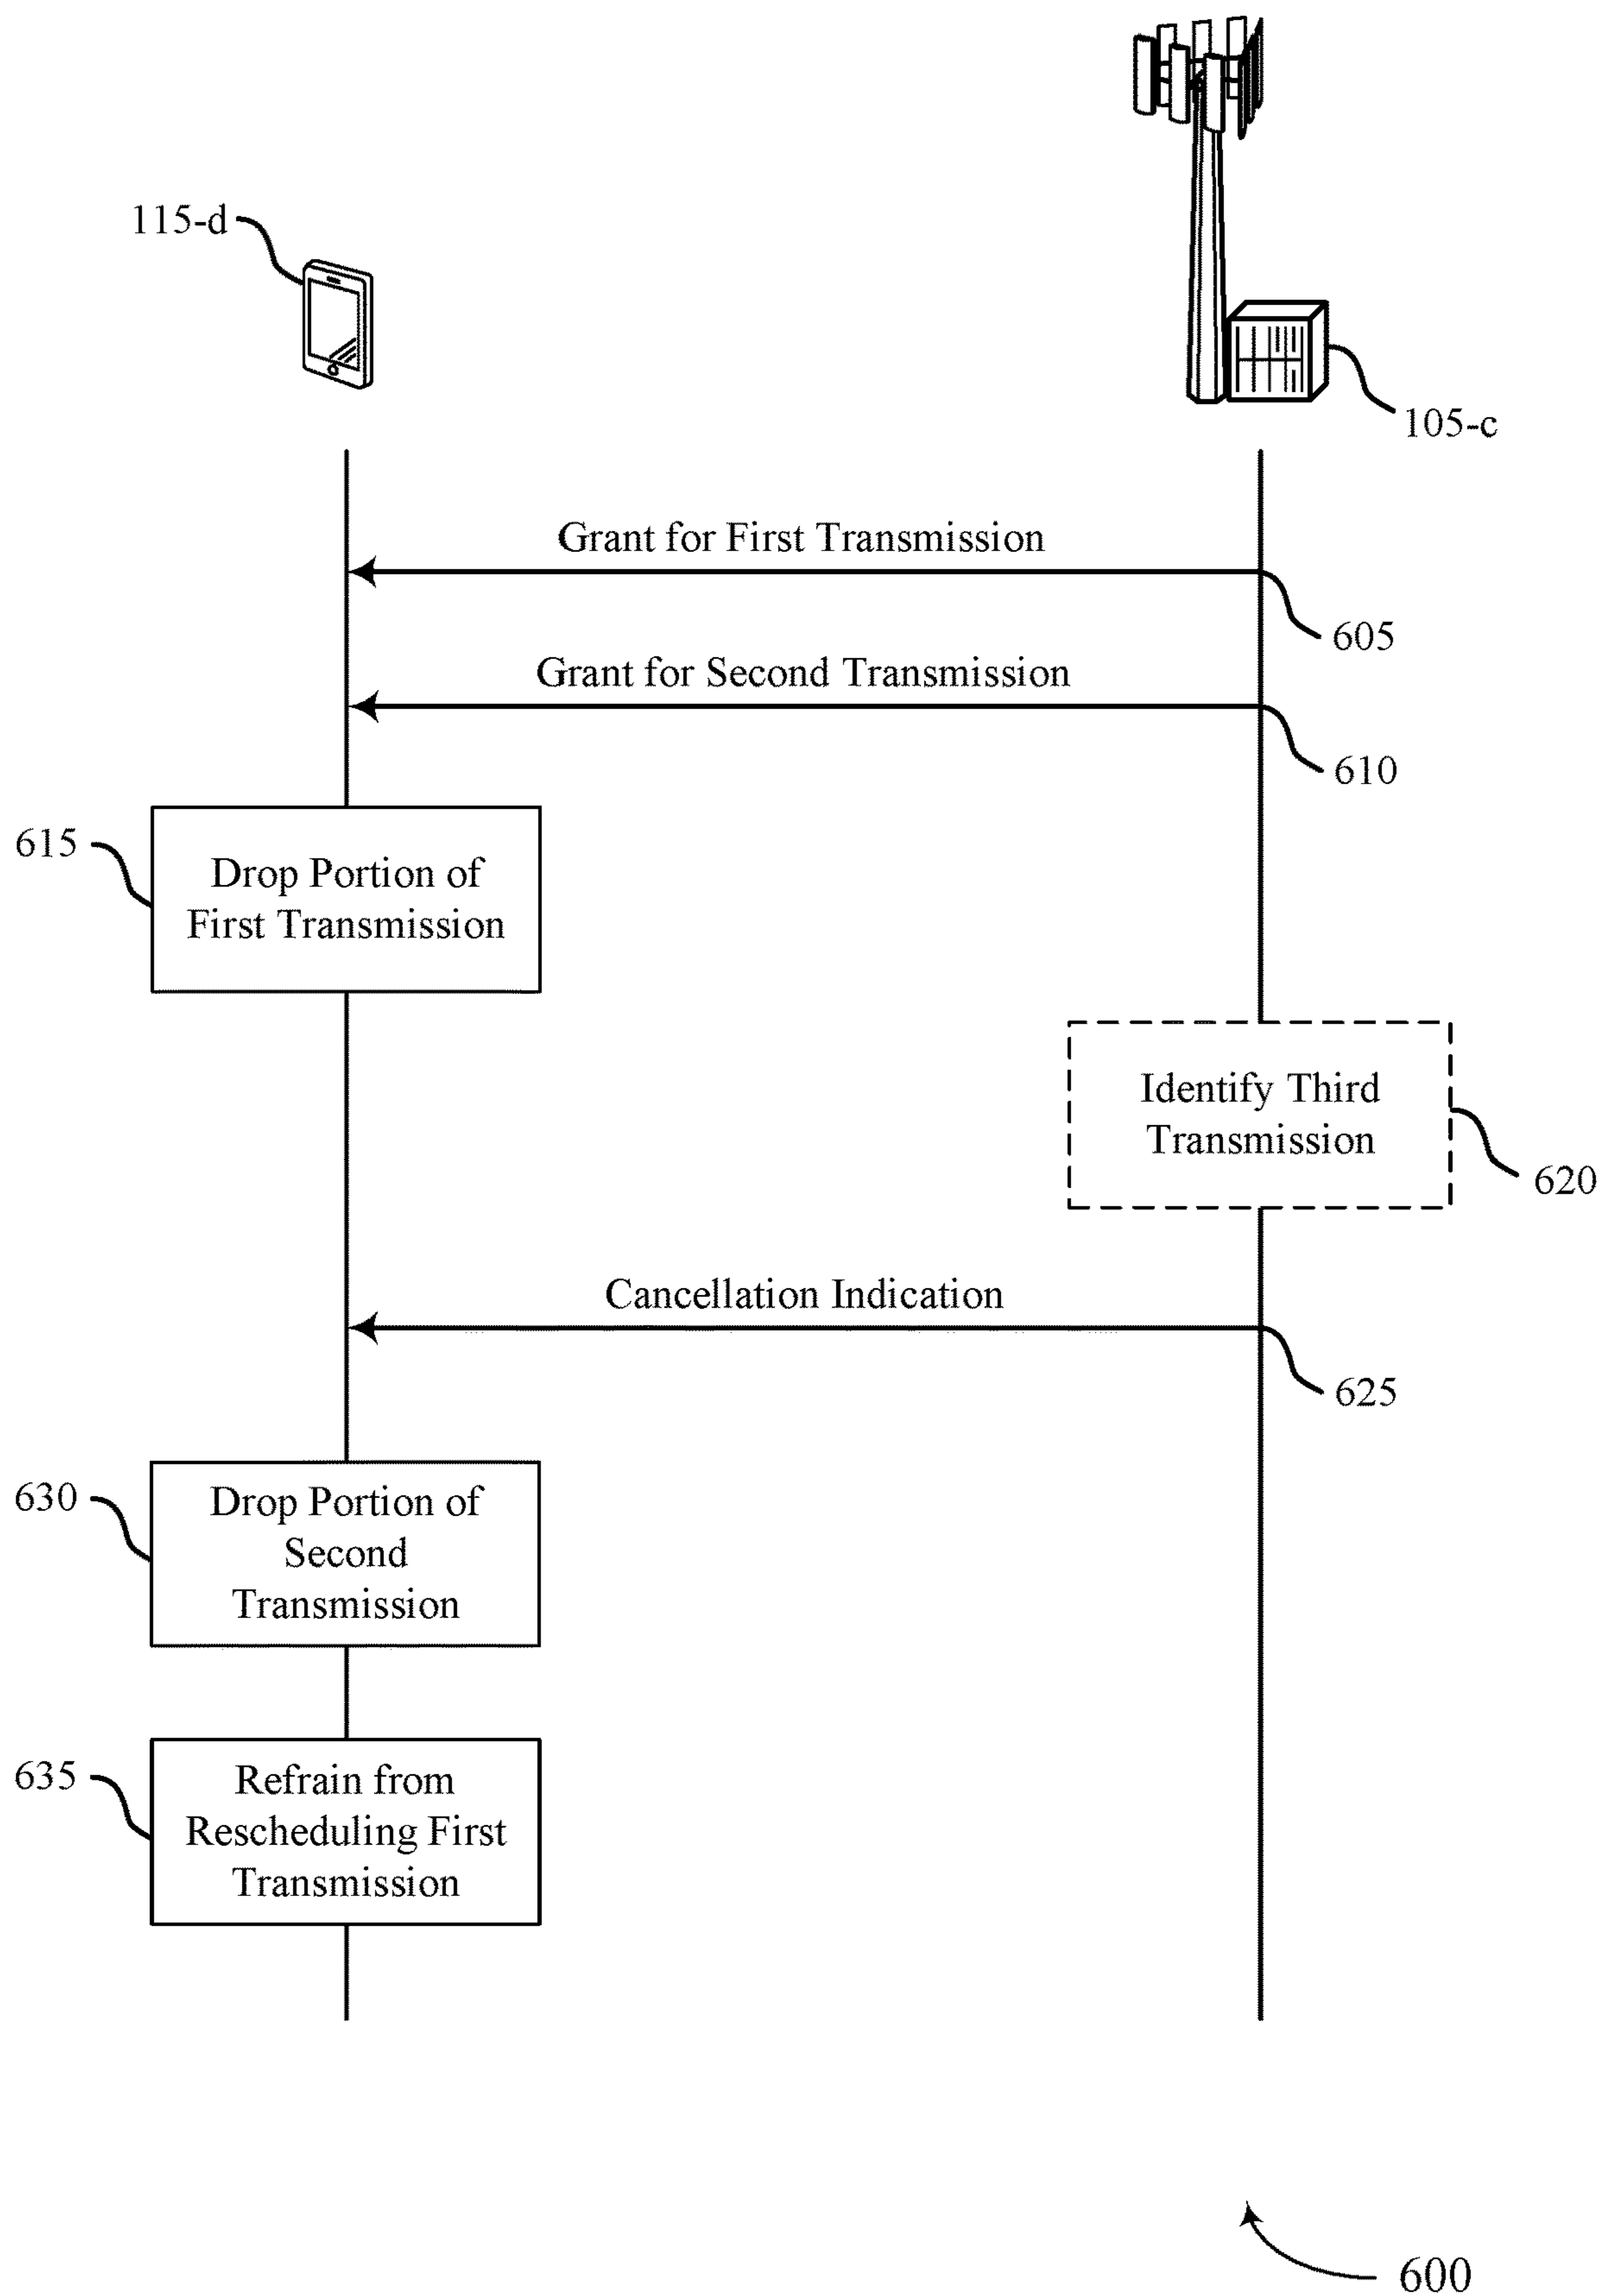 115-d
105-c
Grant for First Transmission
605
Grant for Second Transmission
610
615
Drop Portion of
First Transmission
Identify Third
Transmission
620
Cancellation Indication
625
630
Drop Portion of
Second
Transmission
635
Refrain from
Rescheduling First
Transmission
600